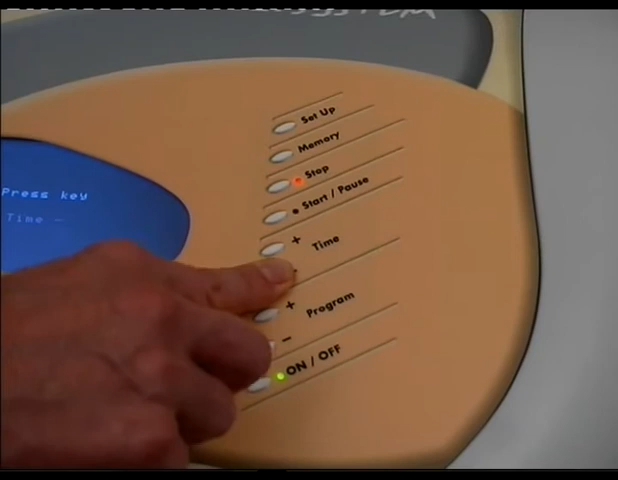 Set Up
Memory
Stop
Start / Pause
Press key
Time -
+
Time
-
+
Program
-
ON / OFF